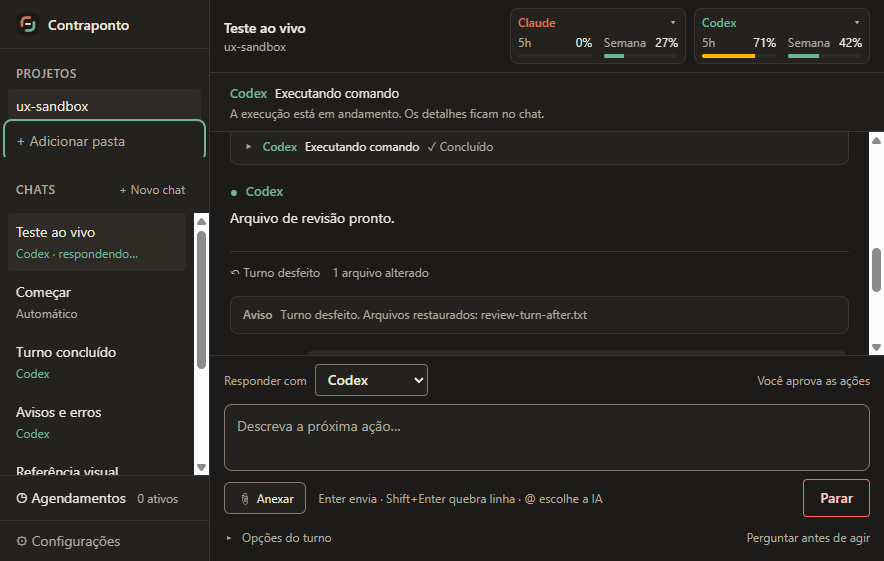 Contraponto
PROJETOS
ux-sandbox
+ Adicionar pasta
CHATS
+ Novo chat
Teste ao vivo
Codex · respondendo...
Começar
Automático
Turno concluído
Codex
Avisos e erros
Codex
Referência visual
Agendamentos 0 ativos
Configurações
Teste ao vivo
ux-sandbox
Claude
5h 0% Semana 27%
Codex
5h 71% Semana 42%
Codex Executando comando
A execução está em andamento. Os detalhes ficam no chat.
Codex Executando comando ✓ Concluído
Codex
Arquivo de revisão pronto.
Turno desfeito 1 arquivo alterado
Aviso Turno desfeito. Arquivos restaurados: review-turn-after.txt
Responder com Codex
Você aprova as ações
Descreva a próxima ação...
Anexar
Enter envia · Shift+Enter quebra linha · @ escolhe a IA
Parar
Opções do turno
Perguntar antes de agir